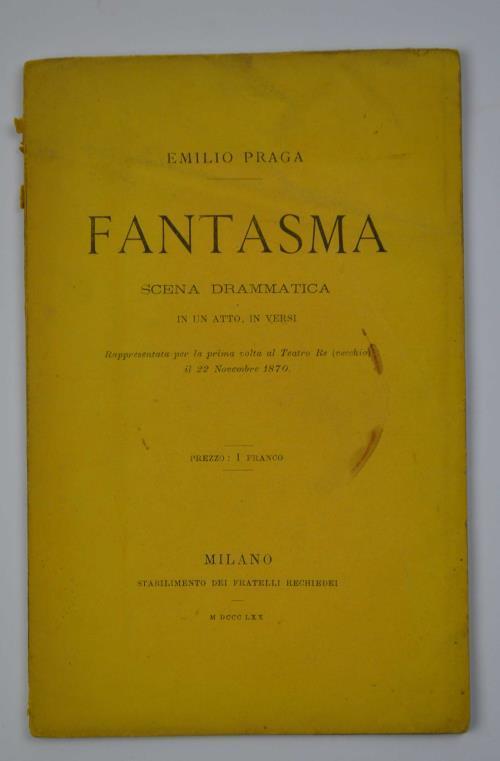 EMILIO PRAGA
FANTASMA
SCENA DRAMMATICA
IN UN ATTO, IN VERSI
Rappresentata per la prima volta al Teatro Re (vecchio)
il 22 Novembre 1870.
PREZZO: 1 FRANCO
MILANO
STABILIMENTO DEI FRATELLI RECHIEDEI
M DCCC LXX